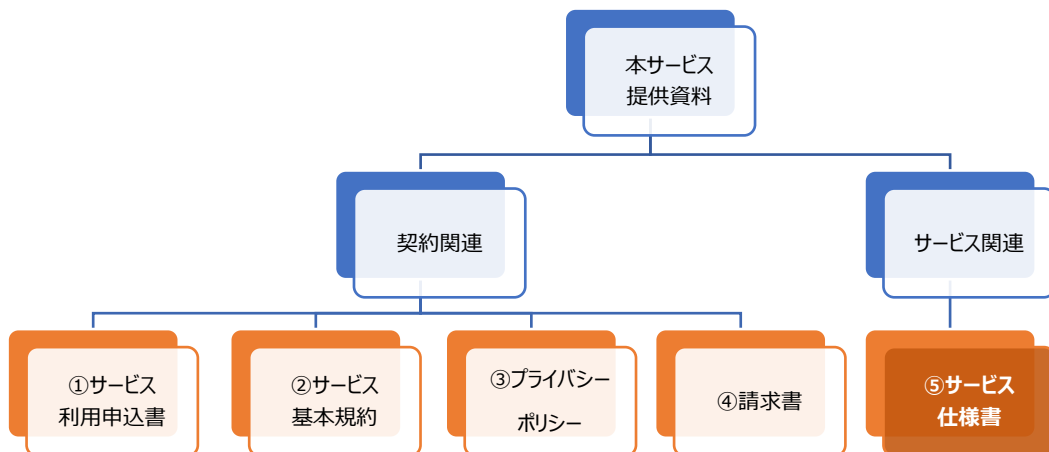 本サービス
提供資料
契約関連
サービス関連
①サービス
利用申込書
②サービス
基本規約
③プライバシー
ポリシー
④請求書
⑤サービス
仕様書